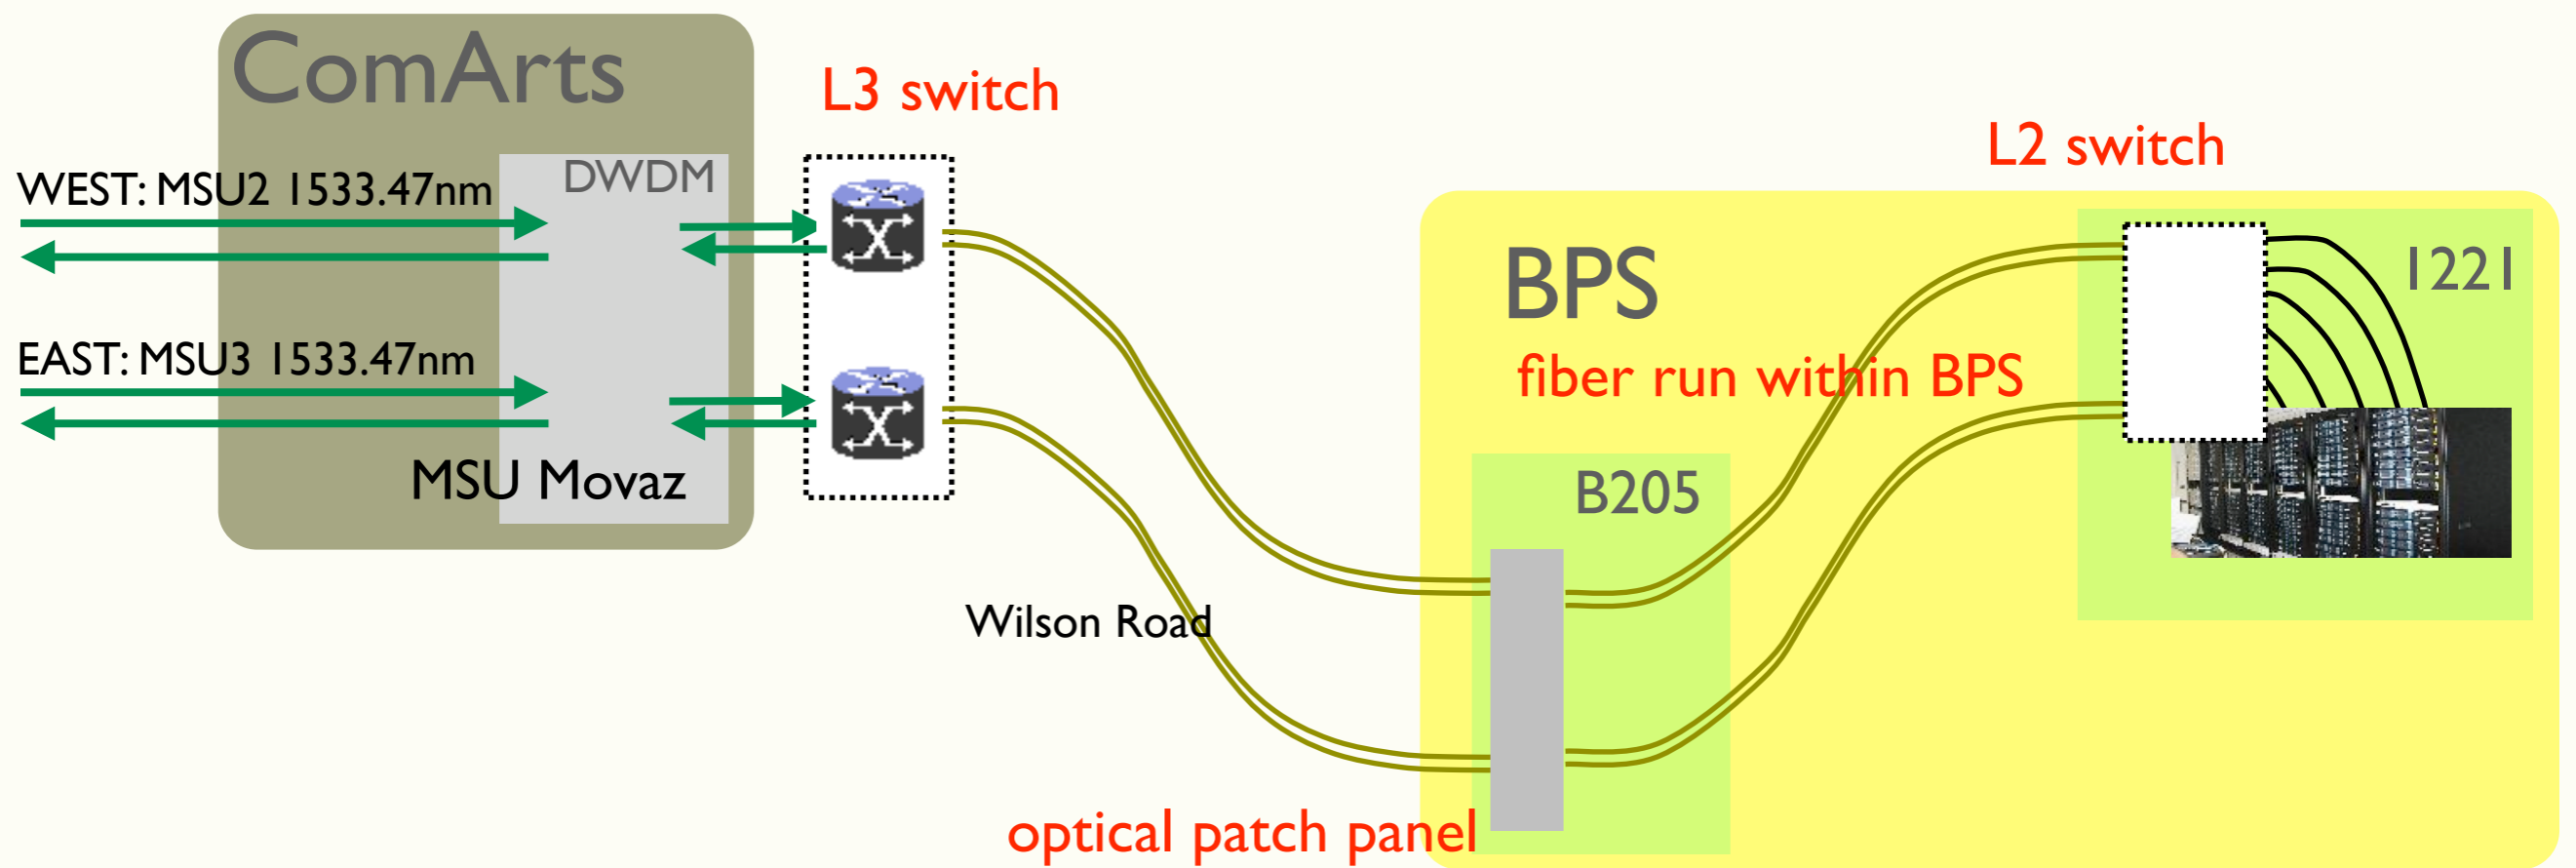 ComArts
L3 switch
L2 switch
DWDM
WEST: MSU2 1533.47nm
BPS
1221
EAST: MSU3 1533.47nm
fiber run within BPS
MSU Movaz
B205
Wilson Road
optical patch panel